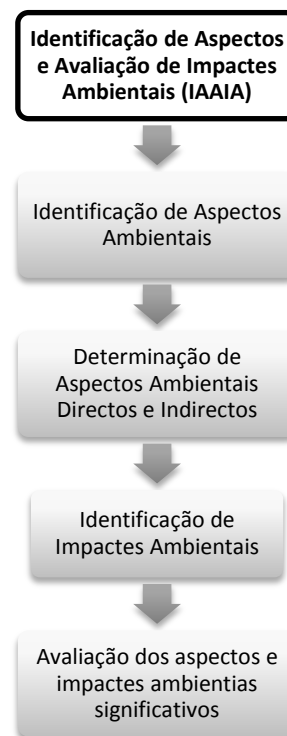 Identificação de Aspectos
e Avaliação de Impactes
Ambientais (IAAIA)
Identificação de Aspectos
Ambientais
Determinação de
Aspectos Ambientais
Directos e Indirectos
Identificação de
Impactes Ambientais
Avaliação dos aspectos e
impactes ambientias
significativos